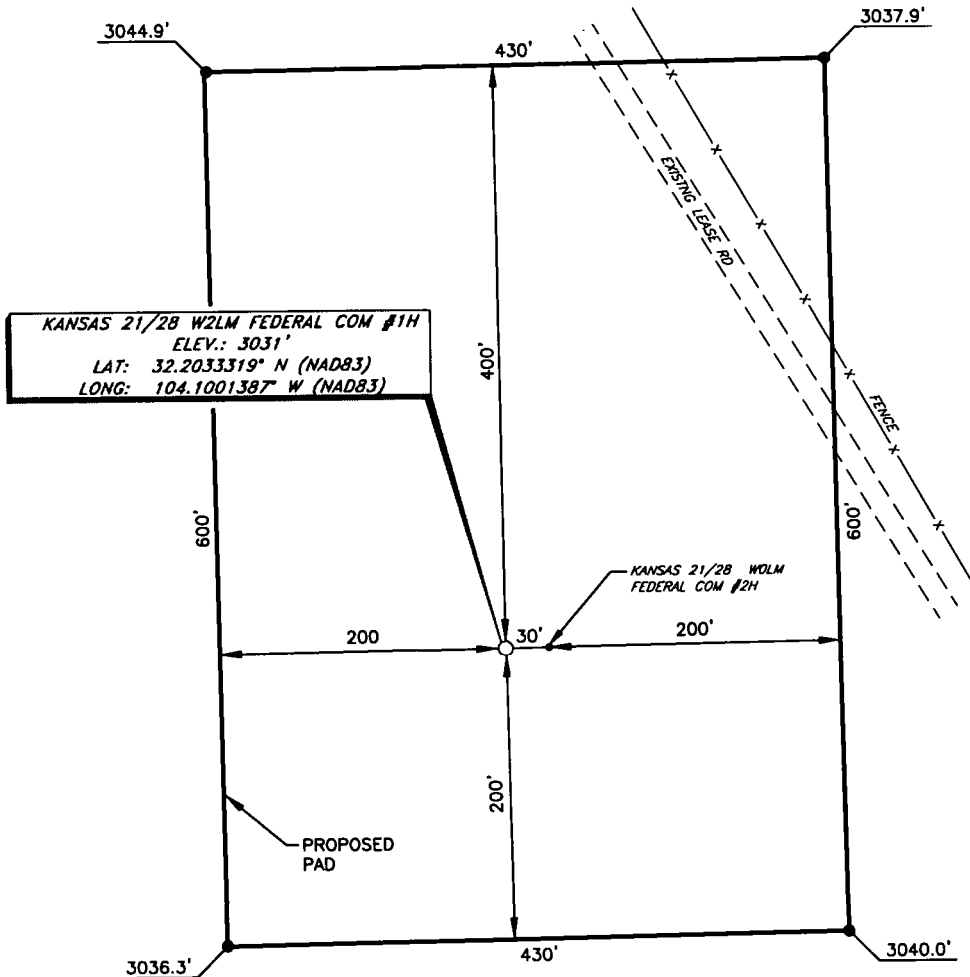 3044.9'
3037.9'
430'
EXISTNG LEASE RD
KANSAS 21/28 W2LM FEDERAL COM #1H
ELEV.: 3031'
LAT: 32.2033319° N (NAD83)
LONG: 104.1001387° W (NAD83)
400'
FENCE
600'
600'
KANSAS 21/28 W0LM
FEDERAL COM #2H
200
30'
200'
200'
PROPOSED
PAD
3036.3'
430'
3040.0'